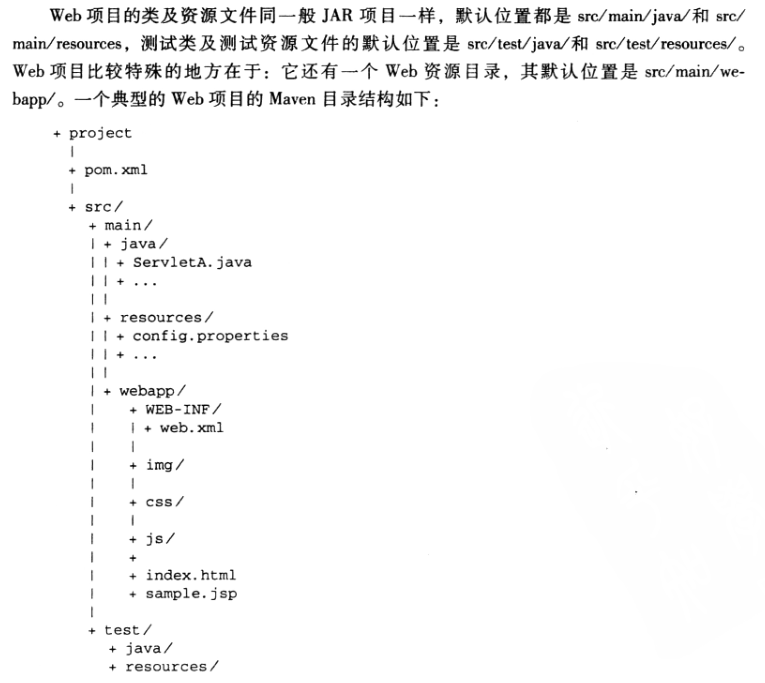 Web 项目的类及资源文件同一般 JAR 项目一样，默认位置都是 src/main/java/和 src/
main/resources，测试类及测试资源文件的默认位置是 src/test/java/和 src/test/resources/。
Web 项目比较特殊的地方在于：它还有一个 Web 资源目录，其默认位置是 src/main/we-
bapp/。一个典型的 Web 项目的 Maven 目录结构如下：
+ project
|
+ pom.xml
|
+ src/
+ main/
| + java/
| | + ServletA.java
| | + ...
| |
| + resources/
| | + config.properties
| | + ...
| |
| + webapp/
| + WEB-INF/
| | + web.xml
| |
| + img/
| |
| + css/
| |
| + js/
| +
| + index.html
| + sample.jsp
|
+ test/
+ java/
+ resources/